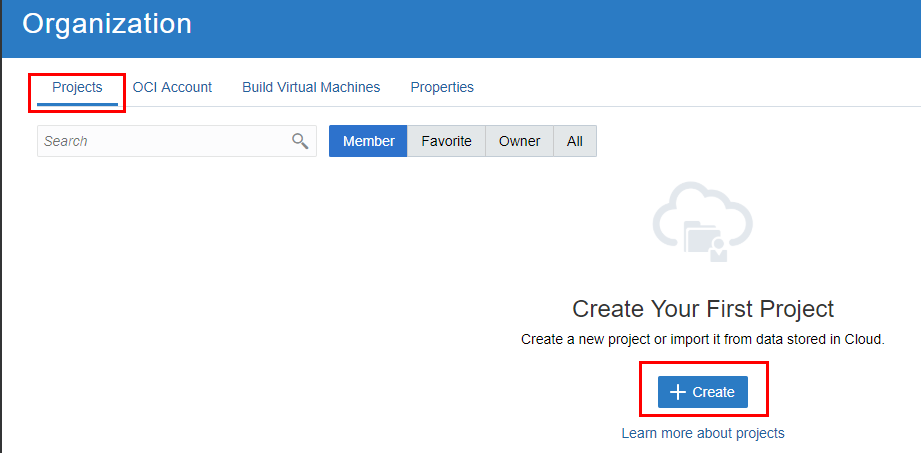 Organization
Projects OCI Account Build Virtual Machines Properties
Search Member Favorite Owner All
Create Your First Project
Create a new project or import it from data stored in Cloud.
Create
Learn more about projects